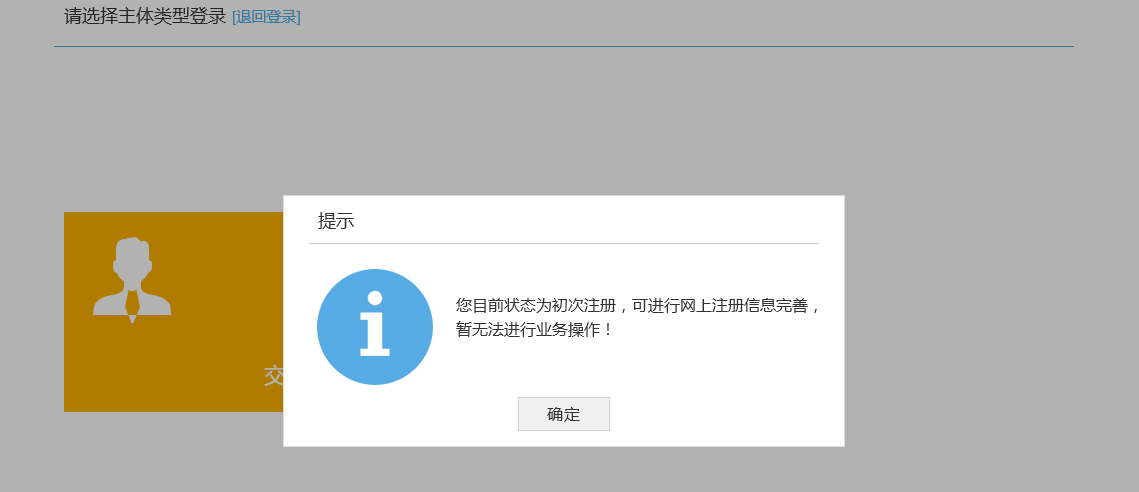 请选择主体类型登录 [退回登录]
提示
您目前状态为初次注册，可进行网上注册信息完善，
暂无法进行业务操作！
交
确定